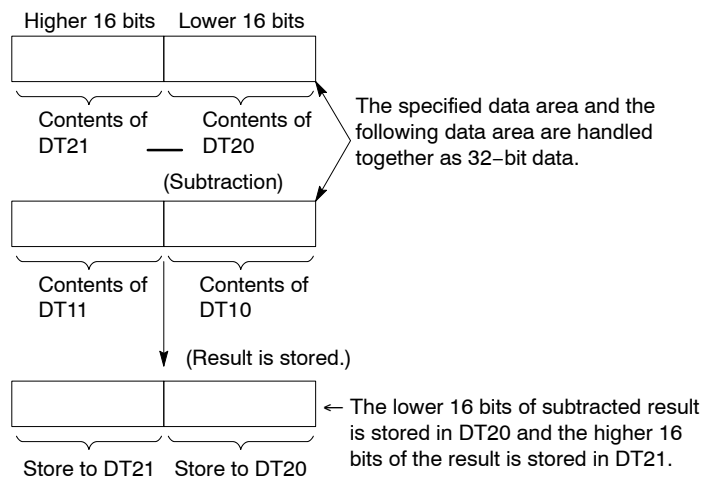 Higher 16 bits Lower 16 bits
Contents of DT21
Contents of DT20
—
(Subtraction)
The specified data area and the
following data area are handled
together as 32–bit data.
Contents of DT11
Contents of DT10
(Result is stored.)
← The lower 16 bits of subtracted result
is stored in DT20 and the higher 16
bits of the result is stored in DT21.
Store to DT21 Store to DT20